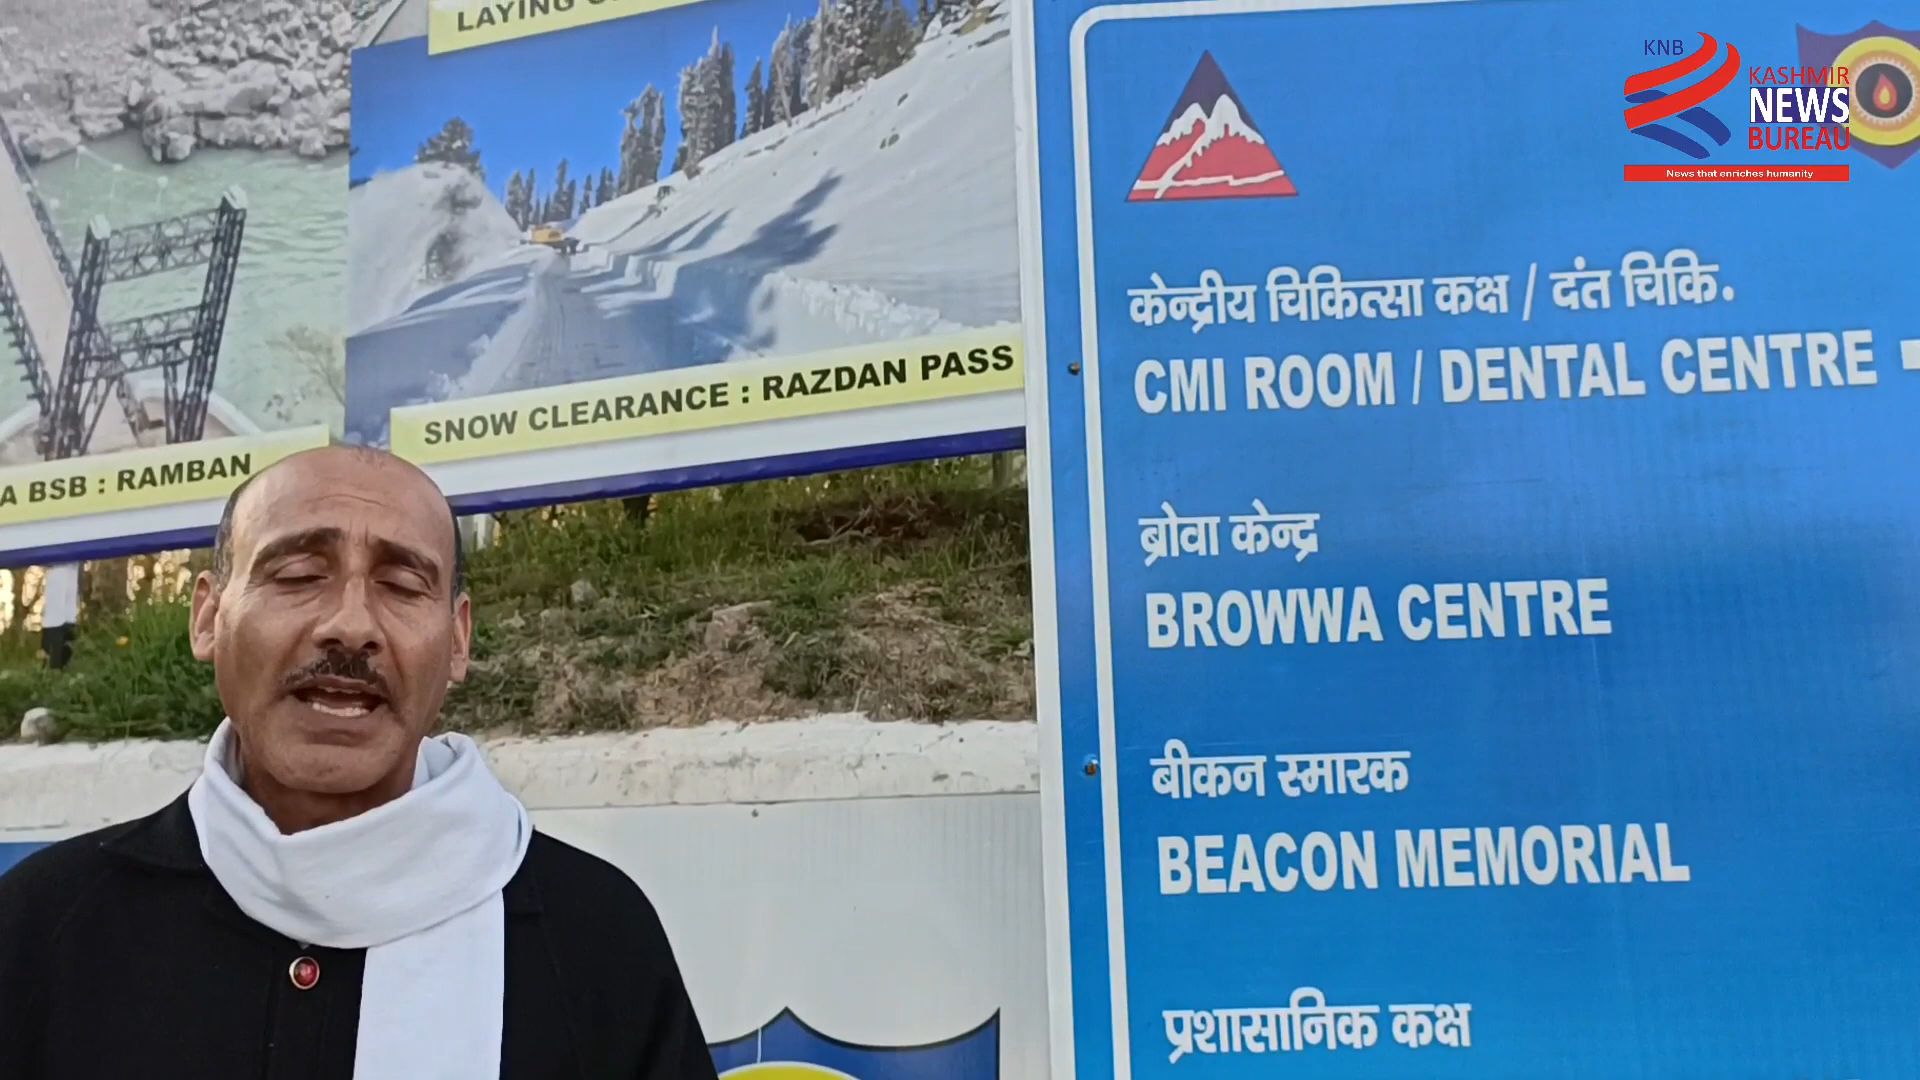 LAYING
SNOW CLEARANCE : RAZDAN PASS
A BSB : RAMBAN
KNB
KASHMIR
NEWS
BUREAU
News that enriches humanity
केन्द्रीय चिकित्सा कक्ष / दंत चिकि.
CMI ROOM / DENTAL CENTRE
ब्रोवा केन्द्र
BROWWA CENTRE
बीकन स्मारक
BEACON MEMORIAL
प्रशासनिक कक्ष